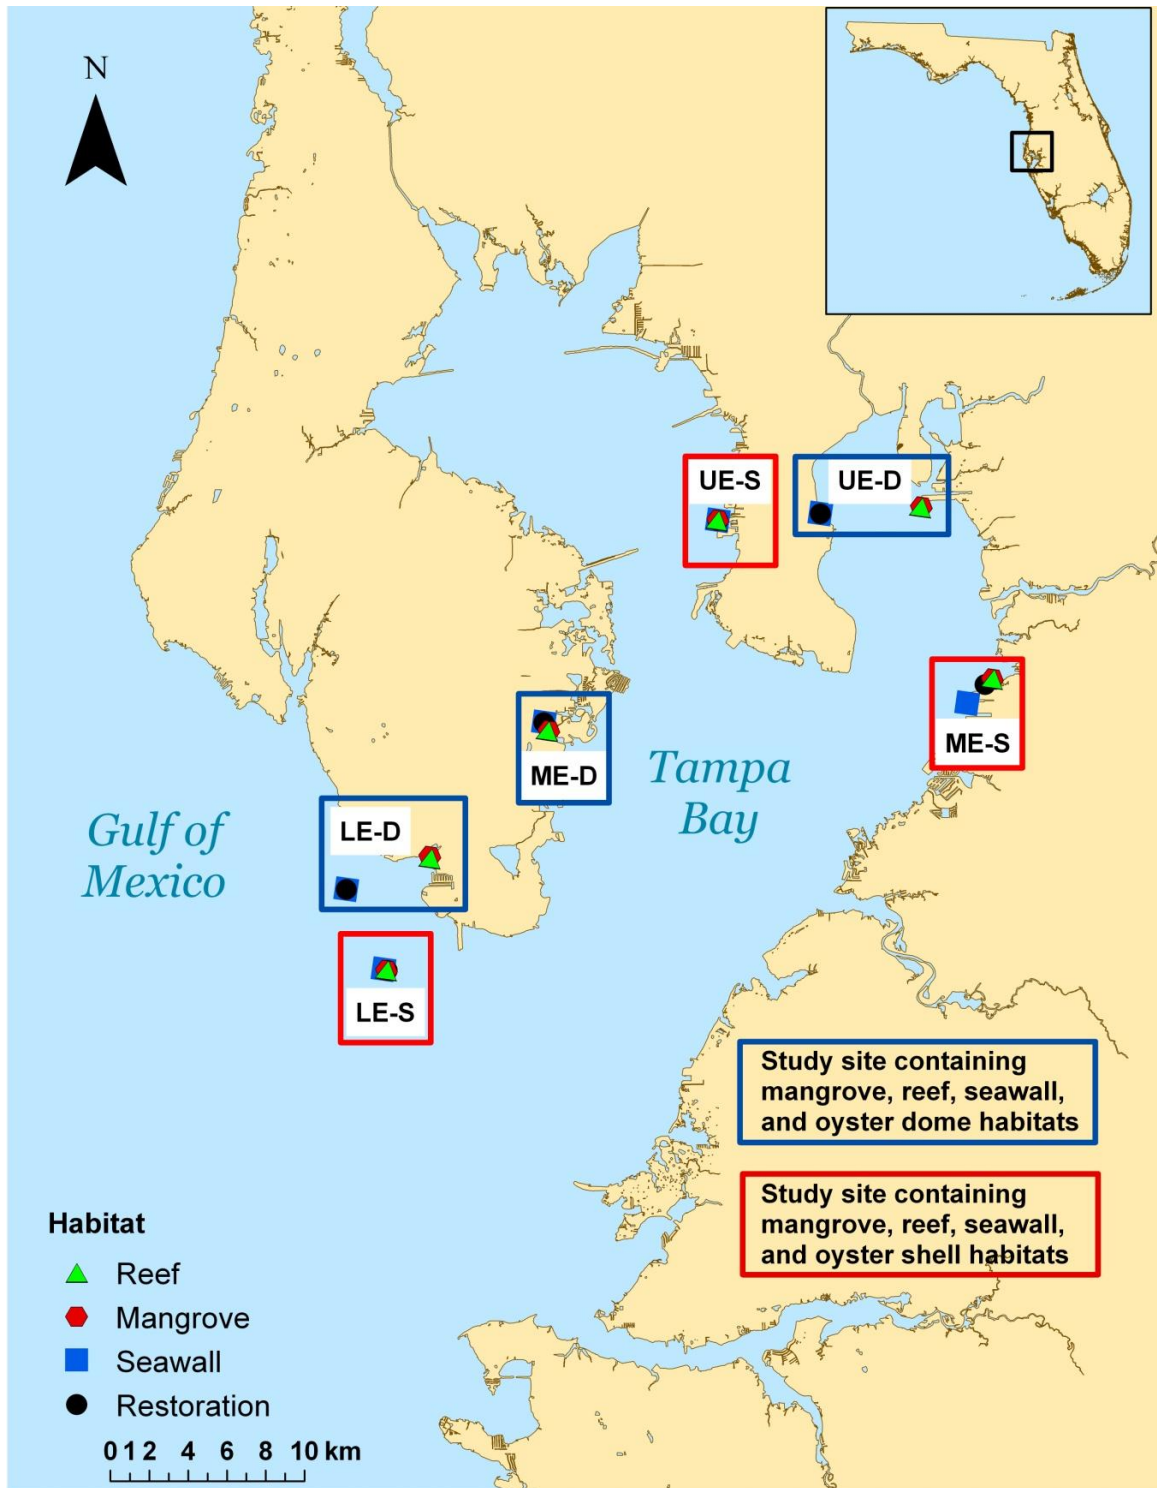 N
UE-S
UE-D
ME-S
ME-D
Tampa
Bay
LE-D
Gulf of
Mexico
LE-S
Study site containing
mangrove, reef, seawall,
and oyster dome habitats
Study site containing
mangrove, reef, seawall,
and oyster shell habitats
Habitat
Reef
Mangrove
Seawall
Restoration
0 1 2 4 6 8 10 km